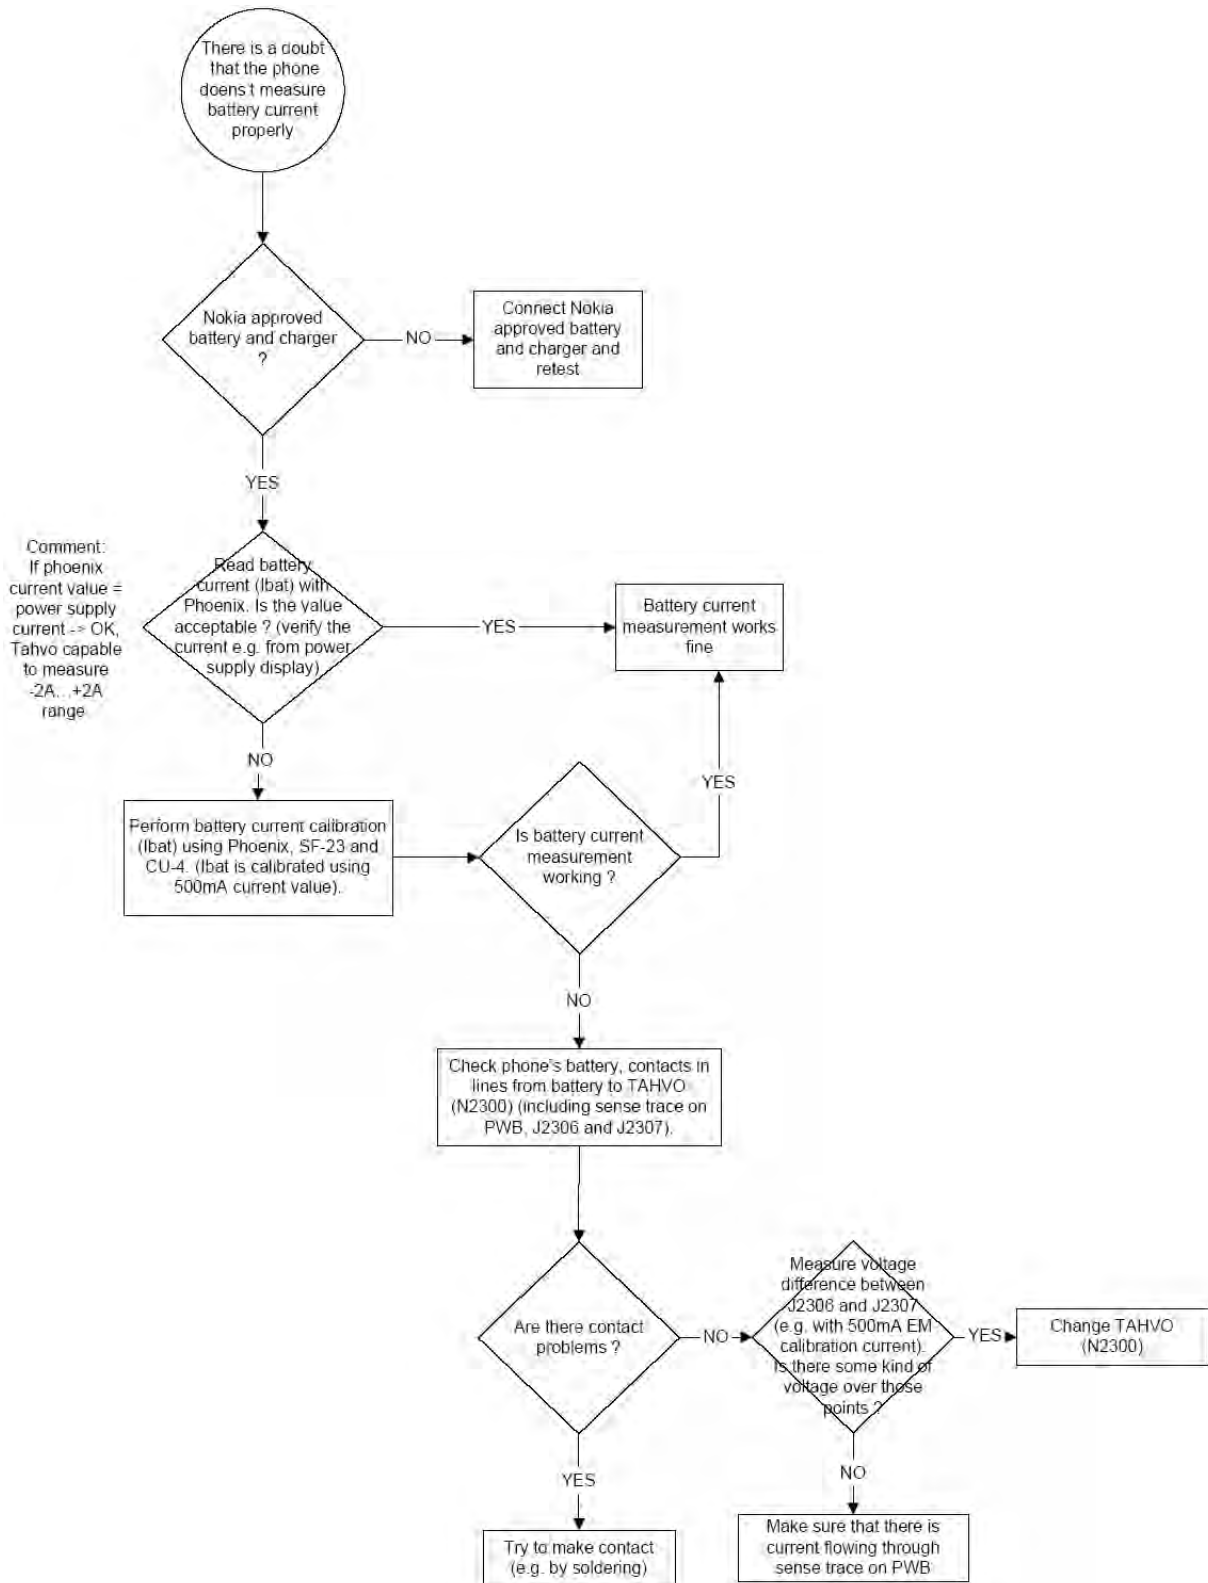 There is a doubt
that the phone
doens't measure
battery current
properly
Nokia approved
battery and charger
?
NO
Connect Nokia
approved battery
and charger and
retest
YES
Comment:
If phoenix
current value =
power supply
current -> OK,
Tahvo capable
to measure
-2A...+2A
range.
Read battery
current (Ibat) with
Phoenix. Is the value
acceptable ? (verify the
current e.g. from power
supply display)
YES
Battery current
measurement works
fine
NO
Perform battery current calibration
(Ibat) using Phoenix, SF-23 and
CU-4. (Ibat is calibrated using
500mA current value).
Is battery current
measurement
working ?
YES
NO
Check phone's battery, contacts in
lines from battery to TAHVO
(N2300) (including sense trace on
PWB, J2306 and J2307).
Are there contact
problems ?
NO
Measure voltage
difference between
J2306 and J2307
(e.g. with 500mA EM
calibration current).
Is there some kind of
voltage over those
points ?
YES
Change TAHVO
(N2300)
YES
Try to make contact
(e.g. by soldering)
NO
Make sure that there is
current flowing through
sense trace on PWB